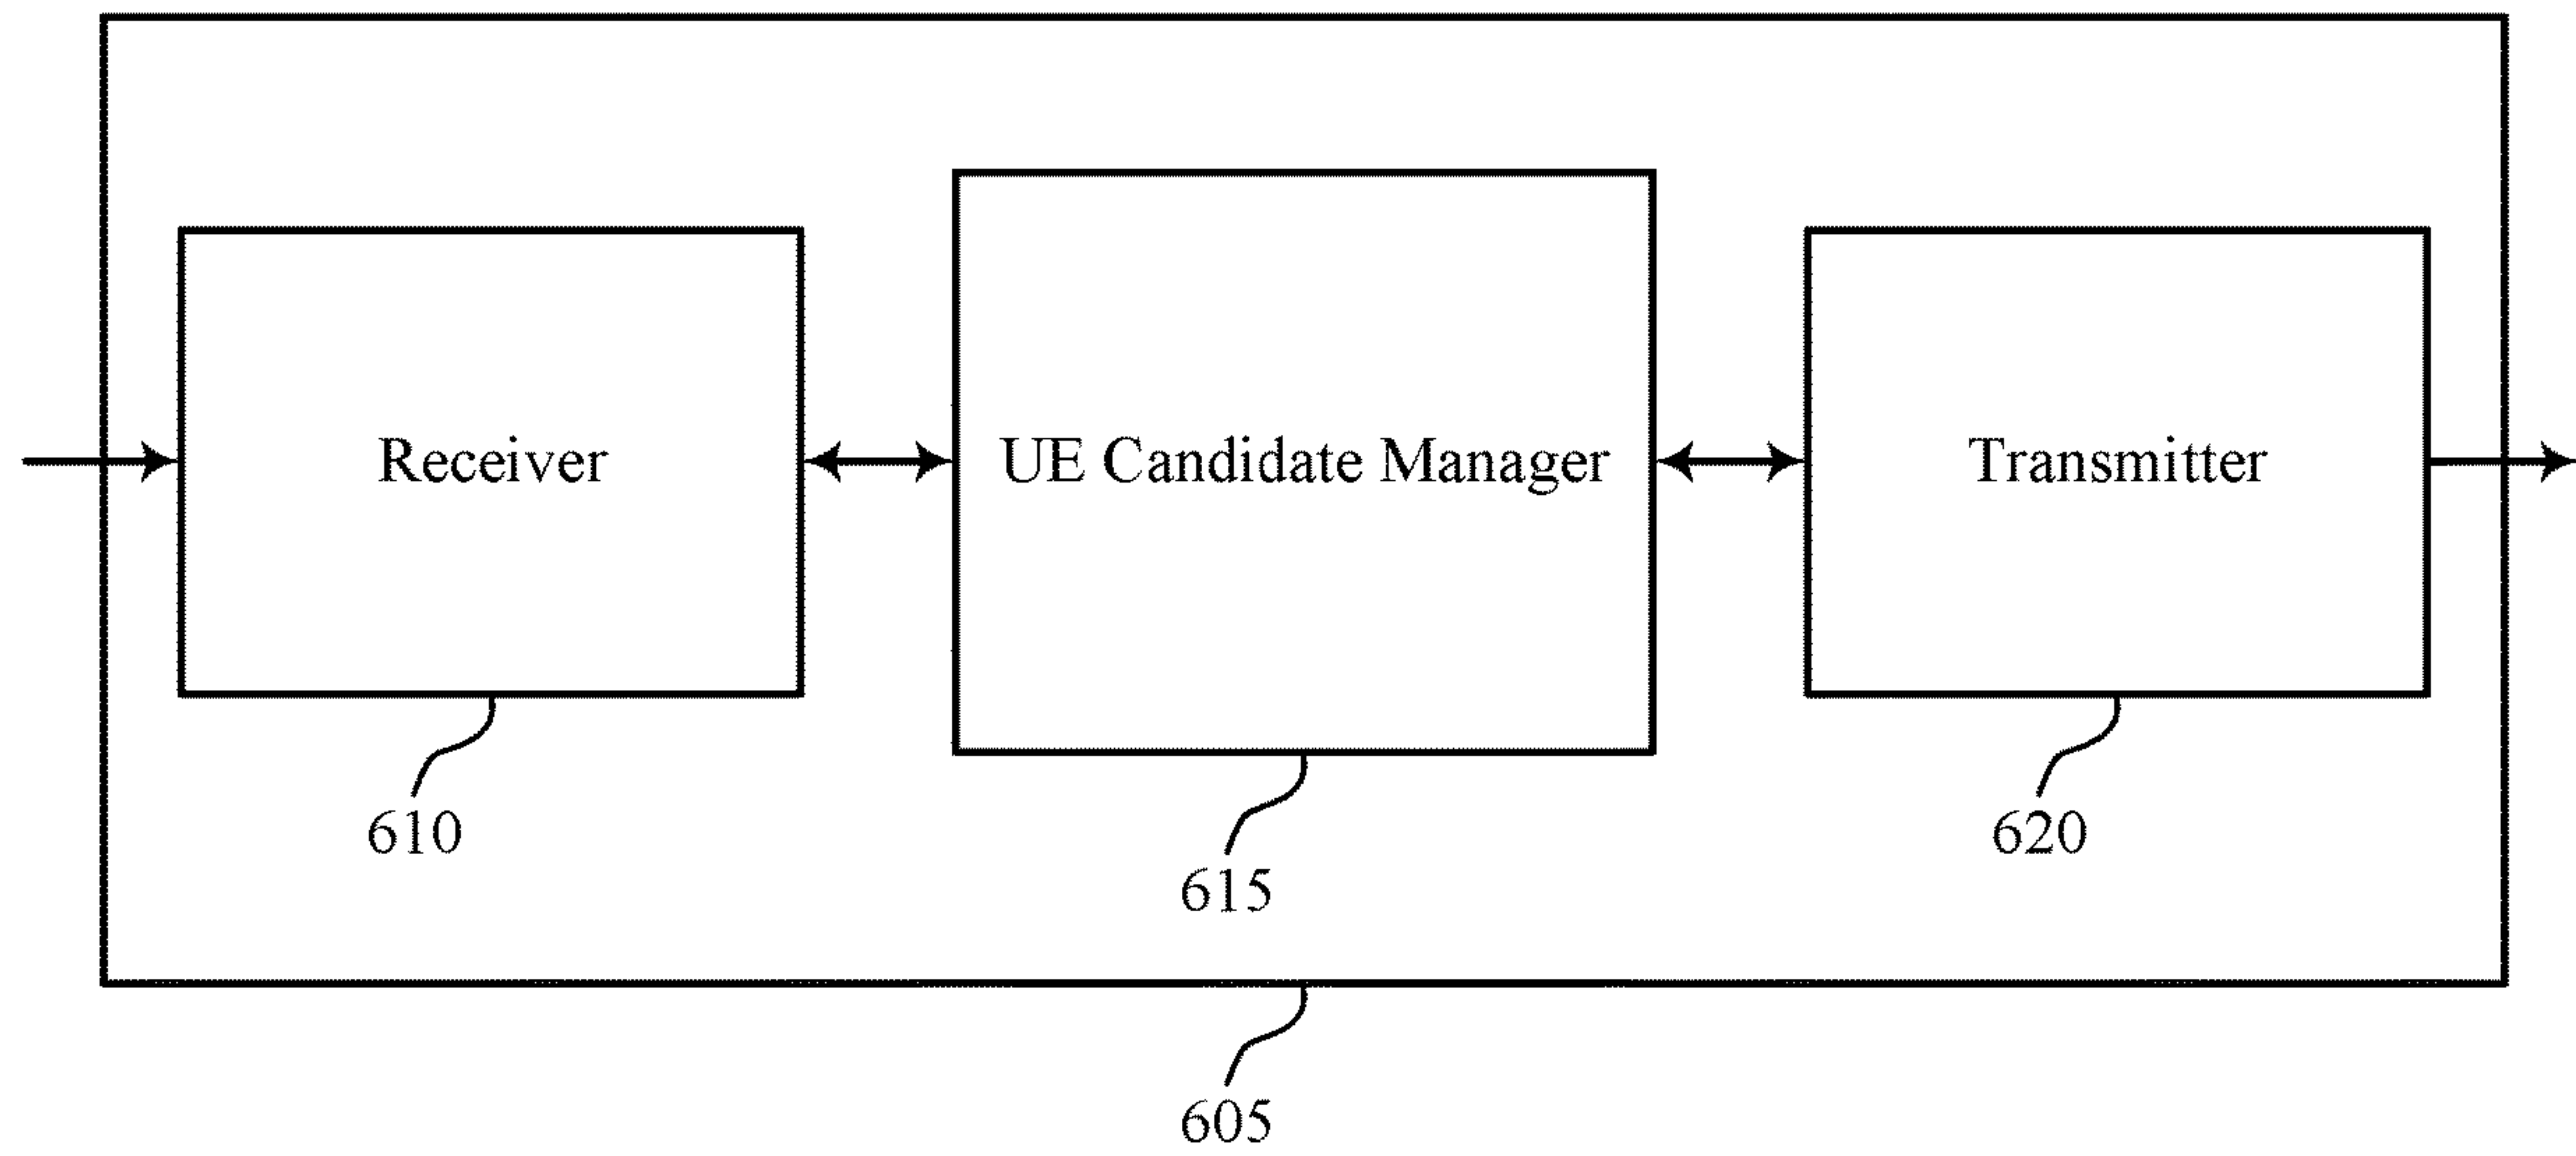 Receiver
UE Candidate Manager
Transmitter
610
615
620
605